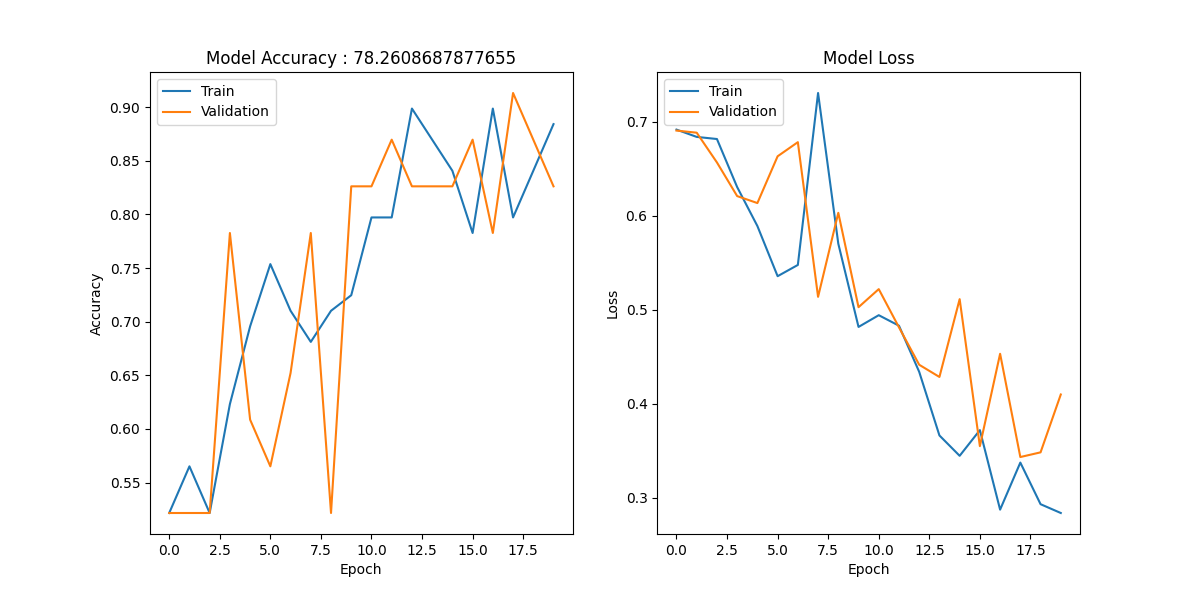 Model Accuracy : 78.2608687877655
Train
Validation
0.90
0.85
0.80
0.75
0.70
0.65
0.60
0.55
Accuracy
0.0 2.5 5.0 7.5 10.0 12.5 15.0 17.5
Epoch
Model Loss
Train
Validation
0.7
0.6
0.5
0.4
0.3
Loss
0.0 2.5 5.0 7.5 10.0 12.5 15.0 17.5
Epoch